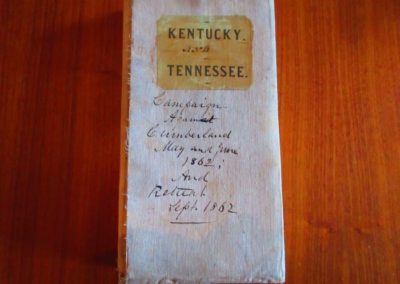 KENTUCKY.
AND
TENNESSEE.
Campaign
Against
Cumberland
May and June
1862;
And
Retreat
Sept. 1862